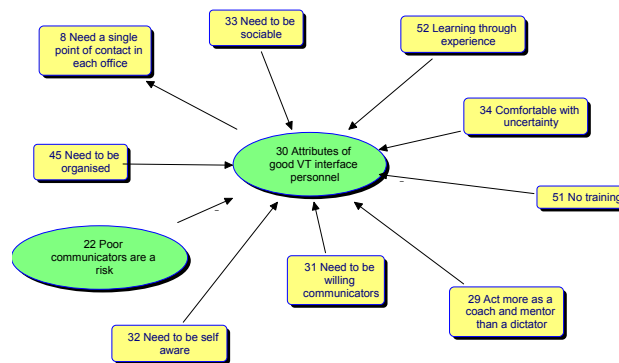 33 Need to be
sociable
52 Learning through
experience
8 Need a single
point of contact in
each office
34 Comfortable with
uncertainty
30 Attributes of
good VT interface
personnel
45 Need to be
organised
51 No training
22 Poor
communicators are a
risk
31 Need to be
willing
communicators
29 Act more as a
coach and mentor
than a dictator
32 Need to be self
aware